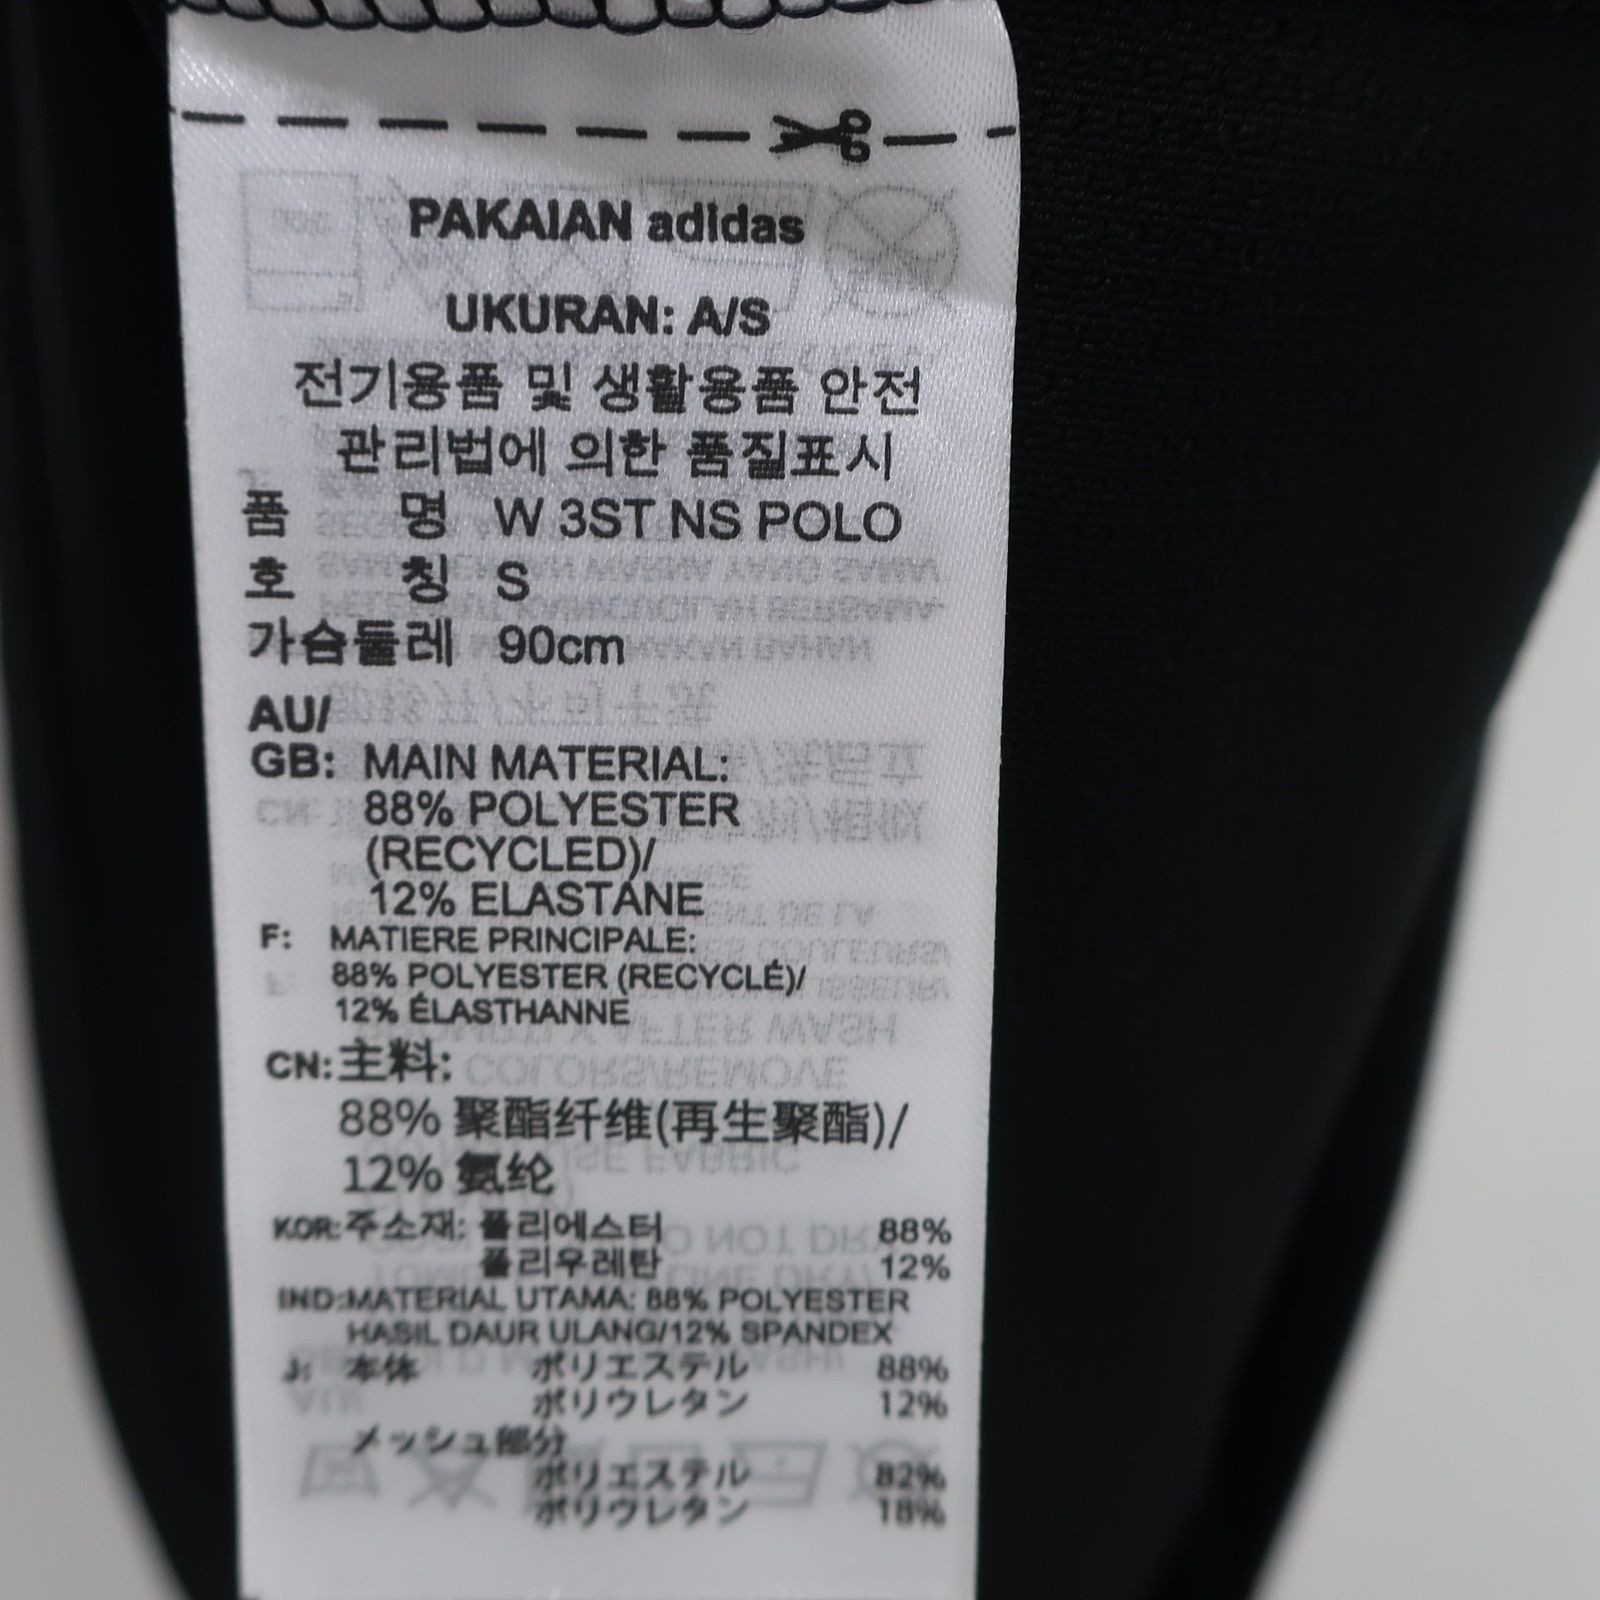 PAKAIAN adidas
UKURAN: A/S
전기용품 및 생활용품 안전
관리법에 의한 품질표시
품 명 W 3ST NS POLO
호 칭 S
가슴둘레 90cm
AU/
GB: MAIN MATERIAL:
88% POLYESTER
(RECYCLED)/
12% ELASTANE
F: MATIERE PRINCIPALE:
88% POLYESTER (RECYCLÉ)/
12% ÉLASTHANNE
CN:主料:
88% 聚酯纤维(再生聚酯)/
12% 氨纶
KOR:주소재: 폴리에스터 88%
폴리우레탄 12%
IND:MATERIAL UTAMA: 88% POLYESTER
HASIL DAUR ULANG/12% SPANDEX
J: 本体 ポリエステル 88%
ポリウレタン 12%
メッシュ部分
ポリエステル 82%
ポリウレタン 18%